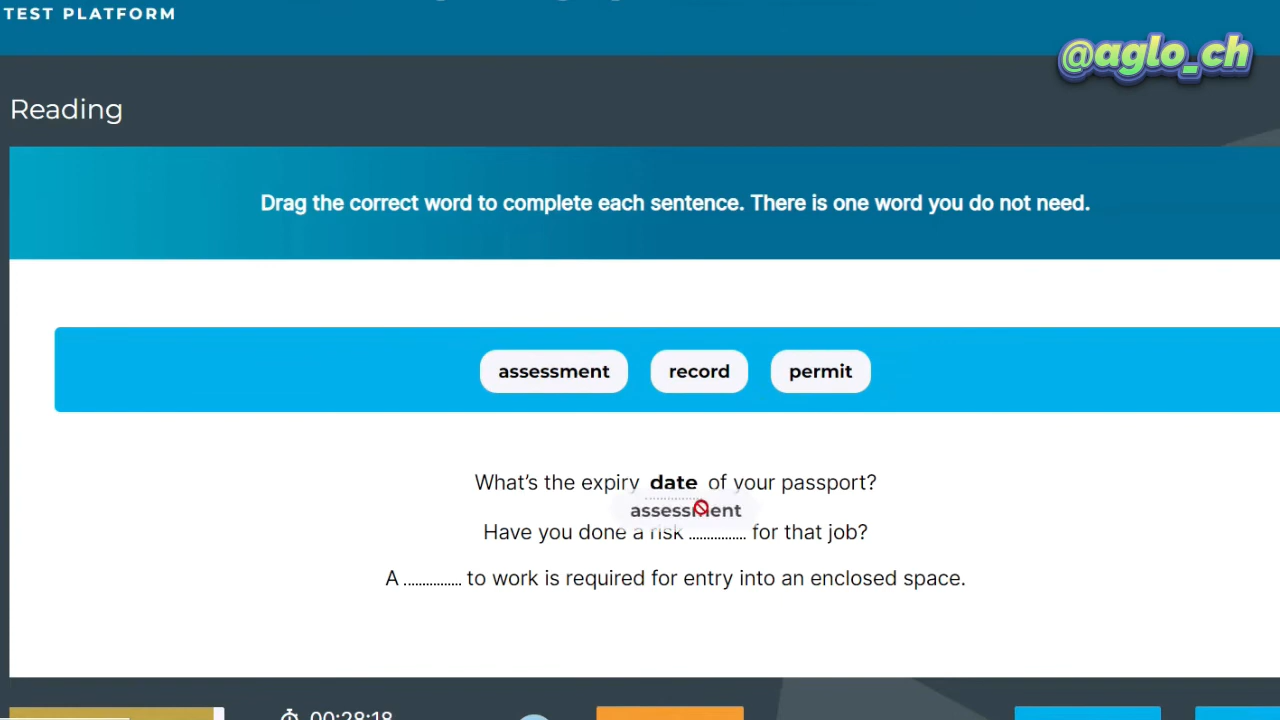 TEST PLATFORM
@aglo_ch
Reading
Drag the correct word to complete each sentence. There is one word you do not need.
assessment record permit
What's the expiry date of your passport?
assessment
Have you done a risk ............... for that job?
A ............... to work is required for entry into an enclosed space.
00:28:18